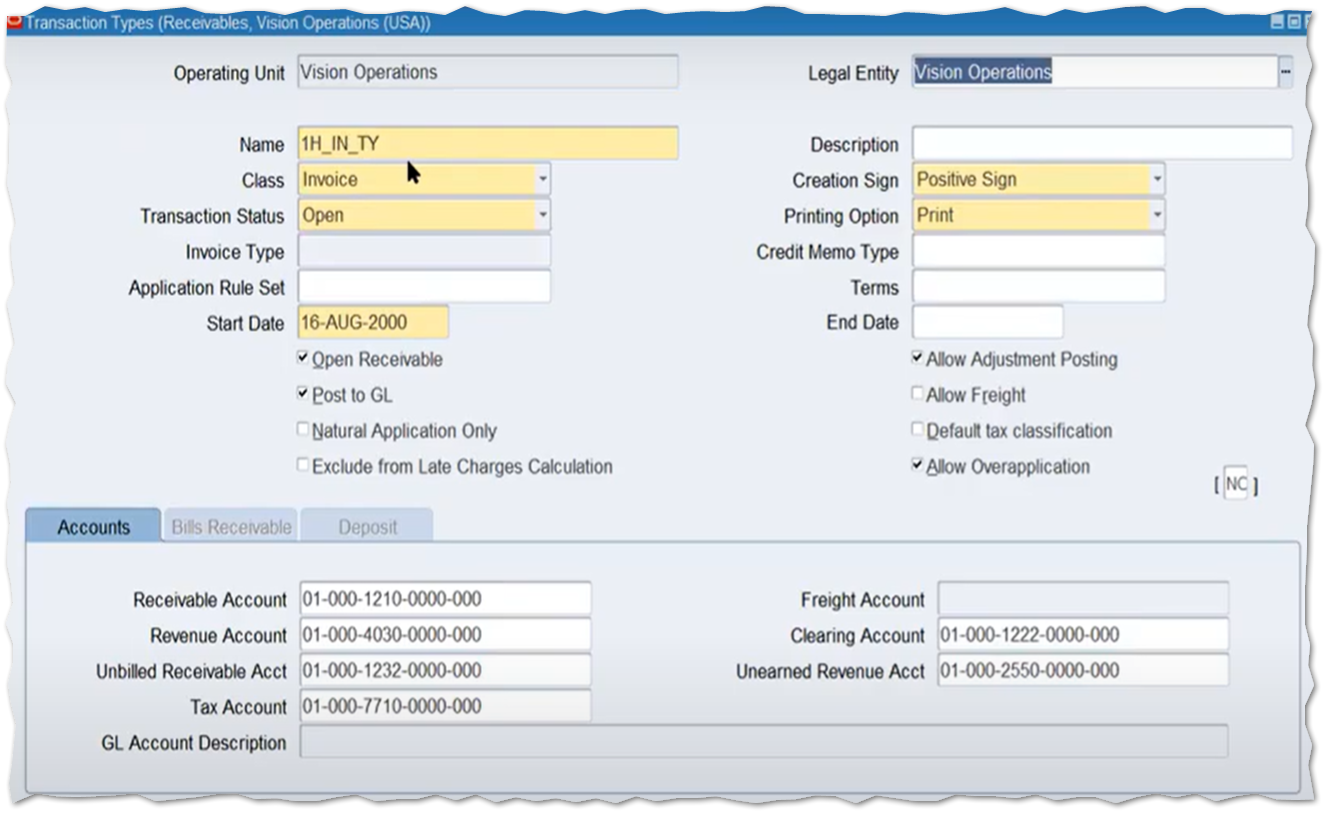 Transaction Types (Receivables, Vision Operations (USA))
Operating Unit Vision Operations Legal Entity Vision Operations ...
Name 1H_IN_TY Description
Class Invoice Creation Sign Positive Sign
Transaction Status Open Printing Option Print
Invoice Type Credit Memo Type
Application Rule Set Terms
Start Date 16-AUG-2000 End Date
Open Receivable Allow Adjustment Posting
Post to GL Allow Freight
Natural Application Only Default tax classification
Exclude from Late Charges Calculation Allow Overapplication
[ NC ]
Accounts Bills Receivable Deposit
Receivable Account 01-000-1210-0000-000 Freight Account
Revenue Account 01-000-4030-0000-000 Clearing Account 01-000-1222-0000-000
Unbilled Receivable Acct 01-000-1232-0000-000 Unearned Revenue Acct 01-000-2550-0000-000
Tax Account 01-000-7710-0000-000
GL Account Description